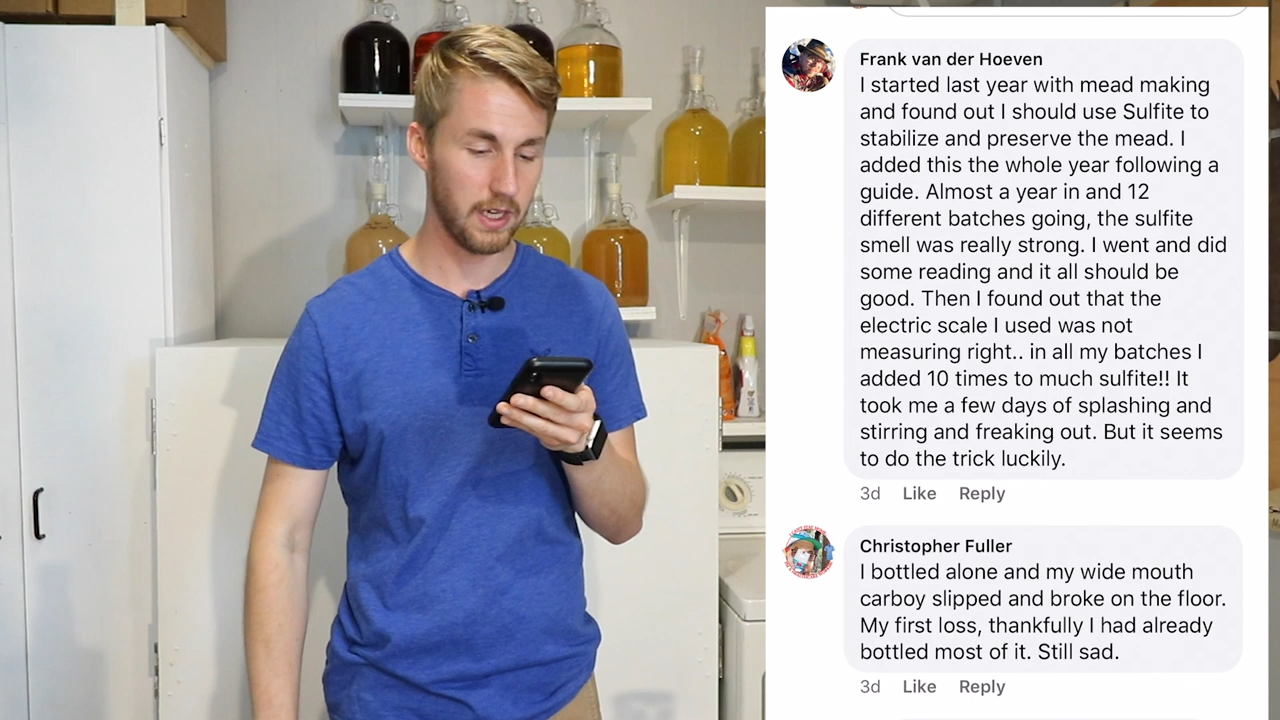 Frank van der Hoeven
I started last year with mead making
and found out I should use Sulfite to
stabilize and preserve the mead. I
added this the whole year following a
guide. Almost a year in and 12
different batches going, the sulfite
smell was really strong. I went and did
some reading and it all should be
good. Then I found out that the
electric scale I used was not
measuring right.. in all my batches I
added 10 times to much sulfite!! It
took me a few days of splashing and
stirring and freaking out. But it seems
to do the trick luckily.
3d Like Reply
Christopher Fuller
I bottled alone and my wide mouth
carboy slipped and broke on the floor.
My first loss, thankfully I had already
bottled most of it. Still sad.
3d Like Reply